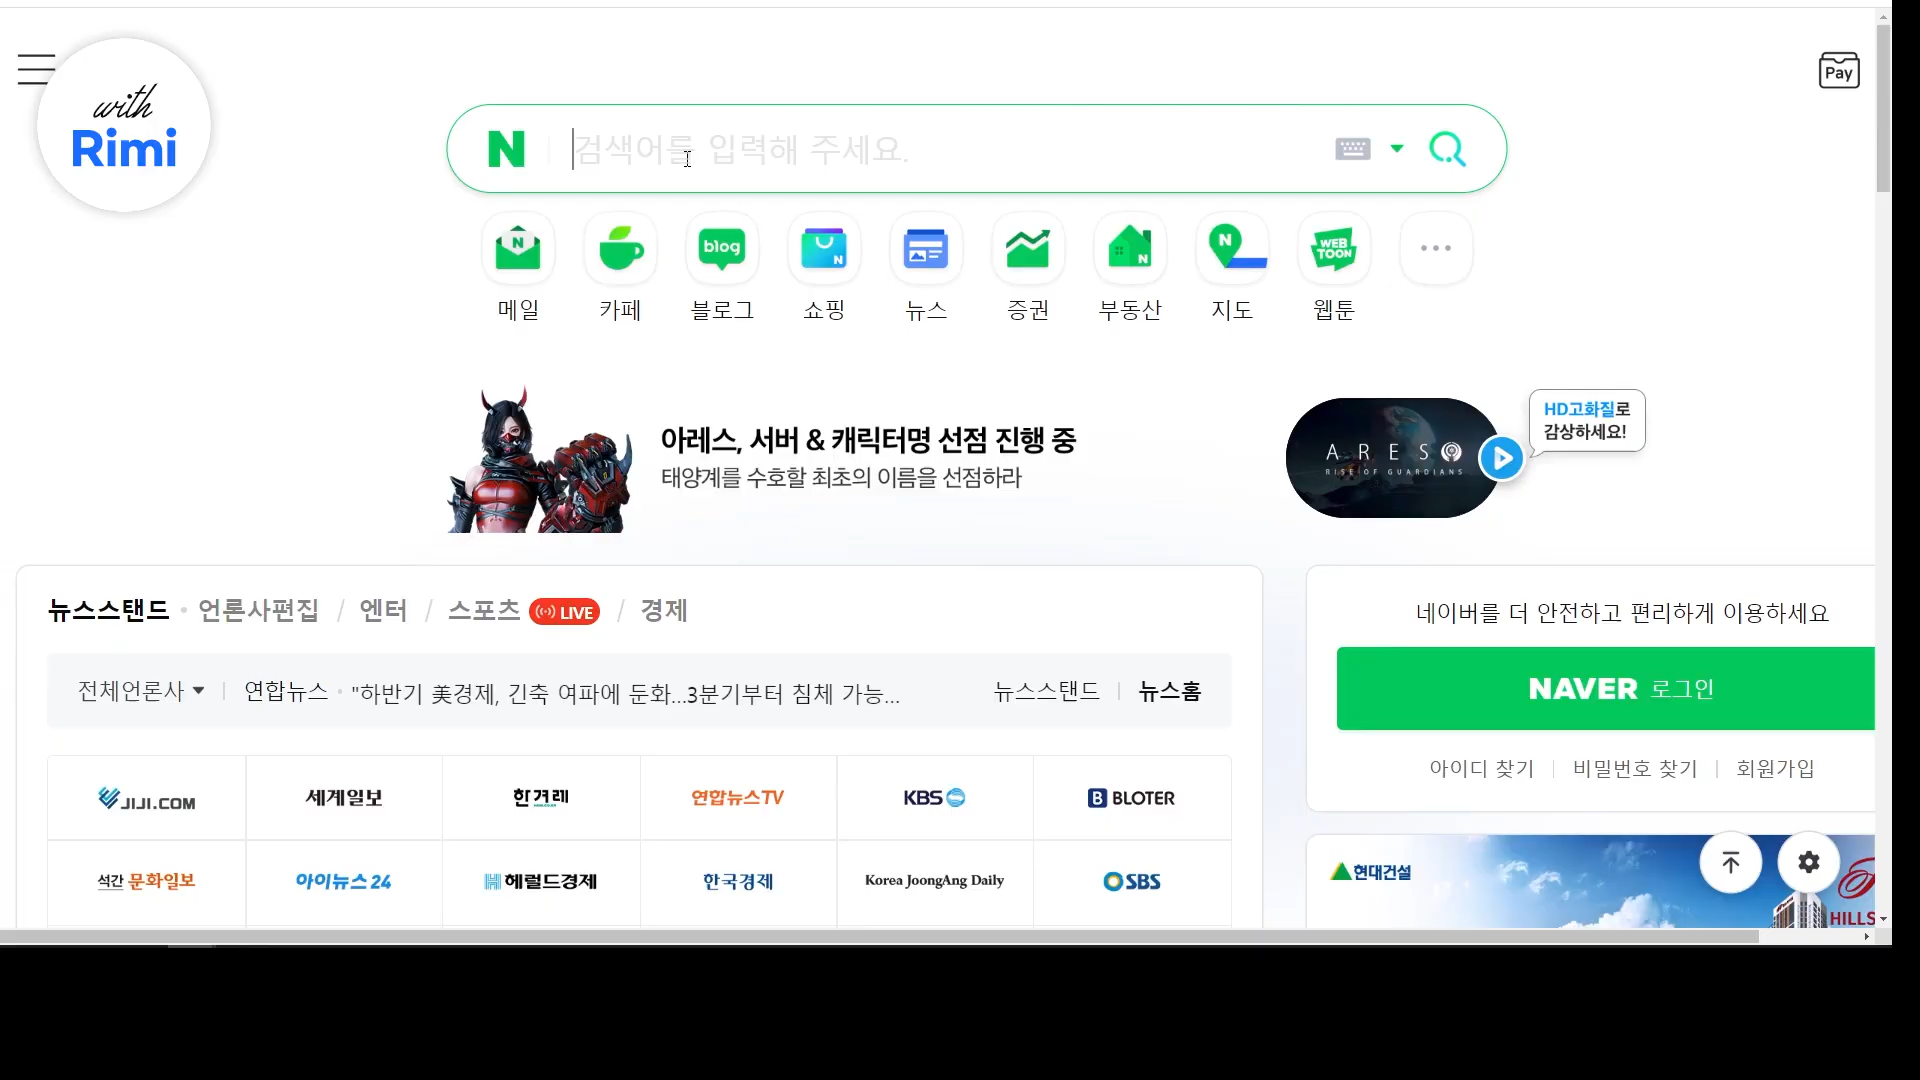 with
Rimi
Pay
N
검색어를 입력해 주세요.
N
blog
N
N
N
WEB
TOON
메일
카페
블로그
쇼핑
뉴스
증권
부동산
지도
웹툰
아레스, 서버 & 캐릭터명 선점 진행 중
태양계를 수호할 최초의 이름을 선점하라
ARES
RISE OF GUARDIANS
HD고화질로
감상하세요!
뉴스스탠드 · 언론사편집 / 엔터 / 스포츠 LIVE / 경제
전체언론사 연합뉴스 · "하반기 美경제, 긴축 여파에 둔화...3분기부터 침체 가능... 뉴스스탠드 뉴스홈
JIJI.COM
세계일보
한겨레
연합뉴스TV
KBS
B BLOTER
석간 문화일보
아이뉴스24
헤럴드경제
한국경제
Korea JoongAng Daily
SBS
네이버를 더 안전하고 편리하게 이용하세요
NAVER 로그인
아이디 찾기
비밀번호 찾기
회원가입
현대건설
HILLS